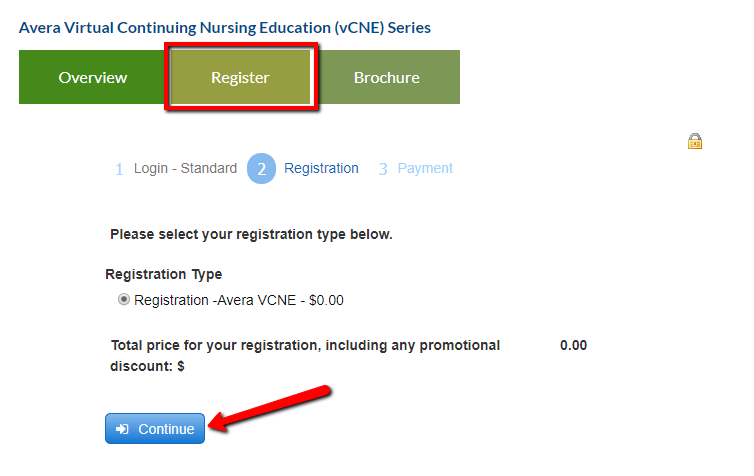 Avera Virtual Continuing Nursing Education (vCNE) Series
Overview Register Brochure
1 Login - Standard 2 Registration 3 Payment
Please select your registration type below.
Registration Type
Registration -Avera VCNE - $0.00
Total price for your registration, including any promotional 0.00
discount: $
Continue